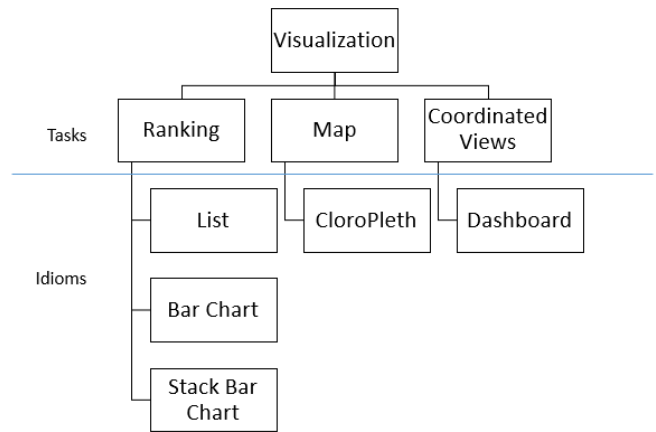 Visualization
Tasks
Ranking
Map
Coordinated
Views
Idioms
List
CloroPleth
Dashboard
Bar Chart
Stack Bar
Chart